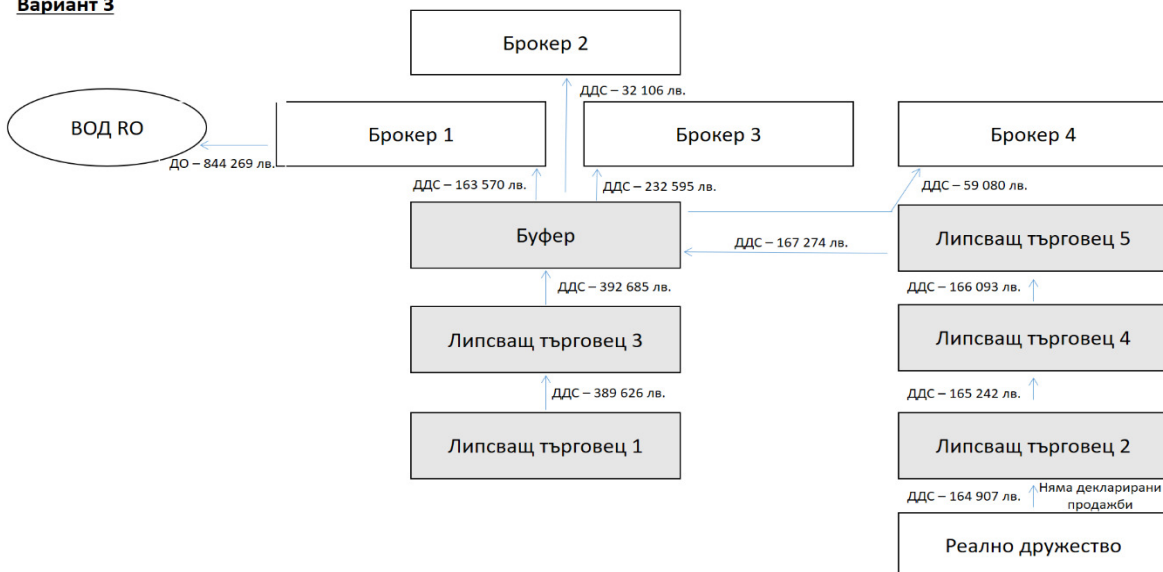 Вариант 3
Брокер 2
ДДС – 32 106 лв.
ВОД RO
Брокер 1
Брокер 3
Брокер 4
ДО – 844 269 лв.
ДДС – 163 570 лв.
ДДС – 232 595 лв.
ДДС – 59 080 лв.
Буфер
ДДС – 167 274 лв.
Липсващ търговец 5
ДДС – 392 685 лв.
ДДС – 166 093 лв.
Липсващ търговец 3
Липсващ търговец 4
ДДС – 389 626 лв.
ДДС – 165 242 лв.
Липсващ търговец 1
Липсващ търговец 2
ДДС – 164 907 лв.
Няма декларирани
продажби
Реално дружество